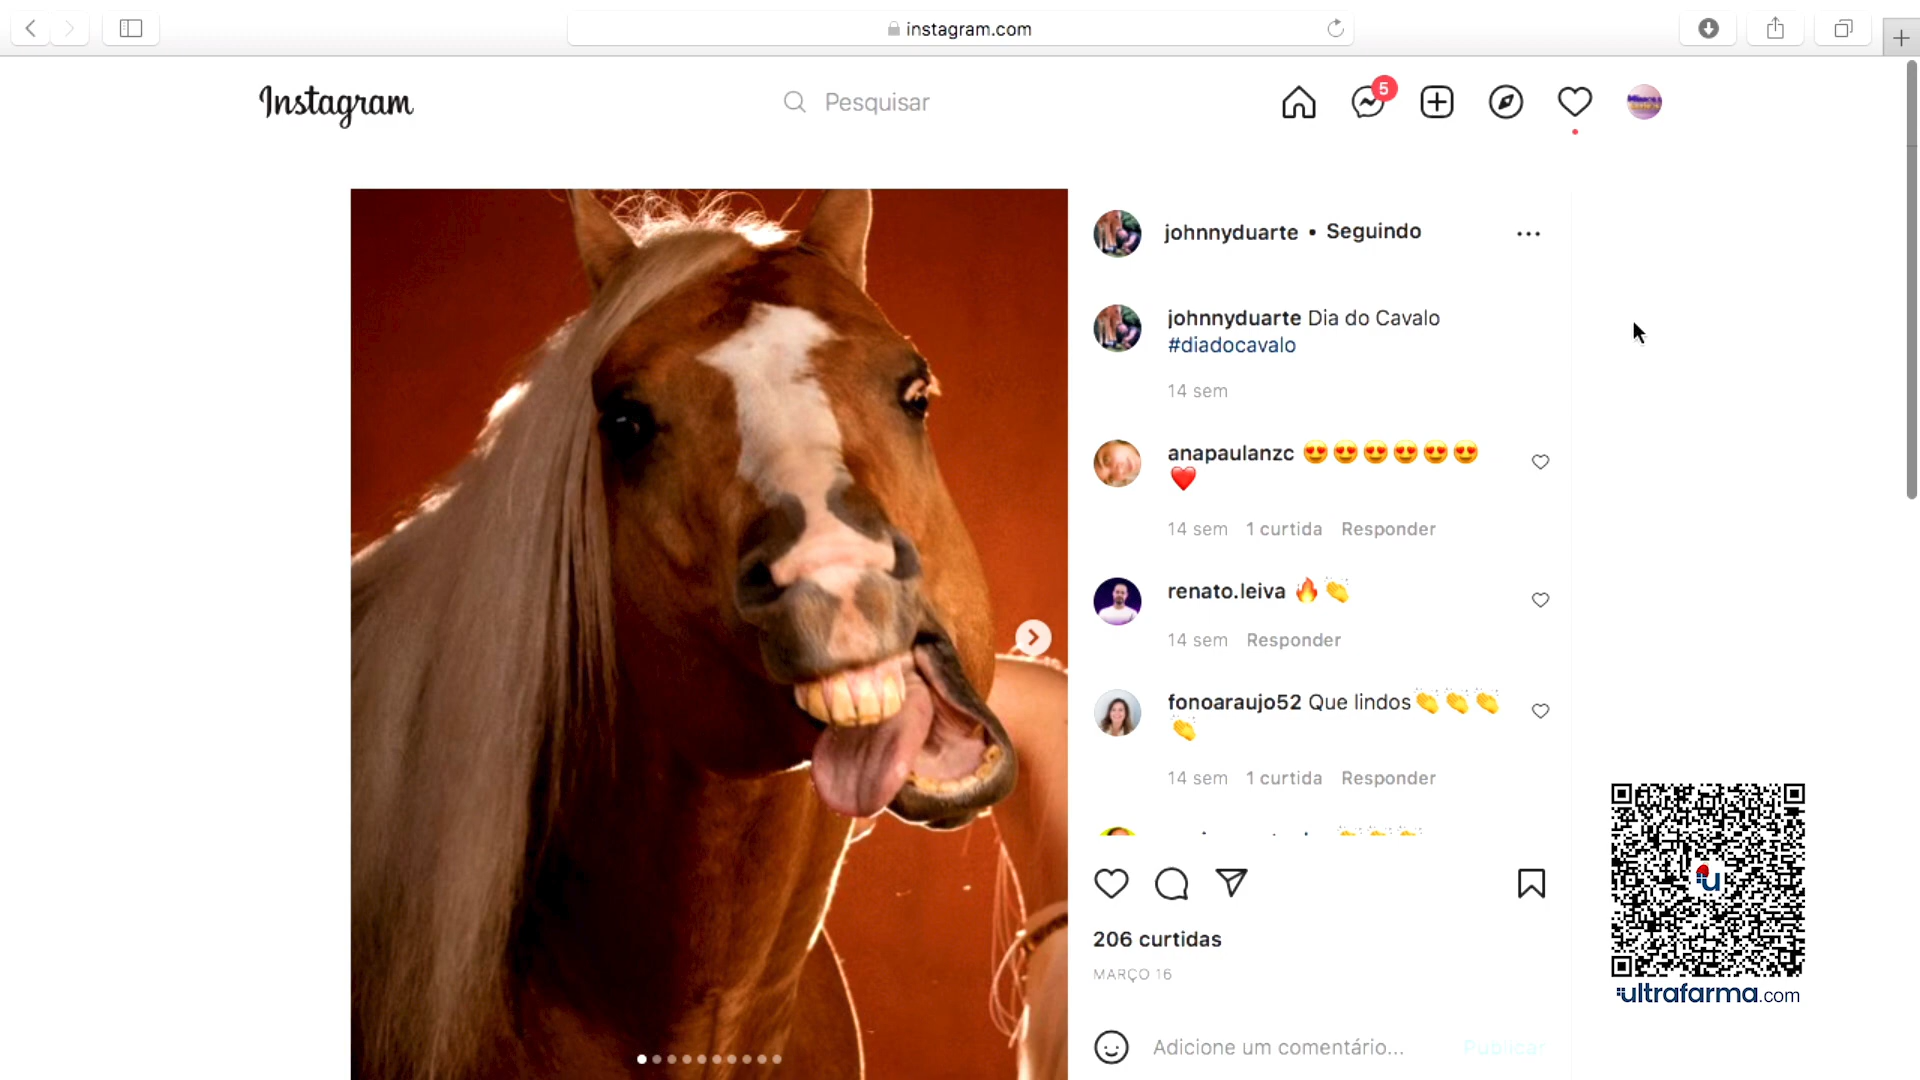 instagram.com
Instagram
Pesquisar
5
johnnyduarte • Seguindo
johnnyduarte Dia do Cavalo
#diadocavalo
14 sem
anapaulanzc 😍😍😍😍😍😍
❤️
14 sem 1 curtida Responder
renato.leiva 🔥👏
14 sem Responder
fonoaraujo52 Que lindos👏👏👏
👏
14 sem 1 curtida Responder
206 curtidas
MARÇO 16
Adicione um comentário...
Publicar
u
ultrafarma.com